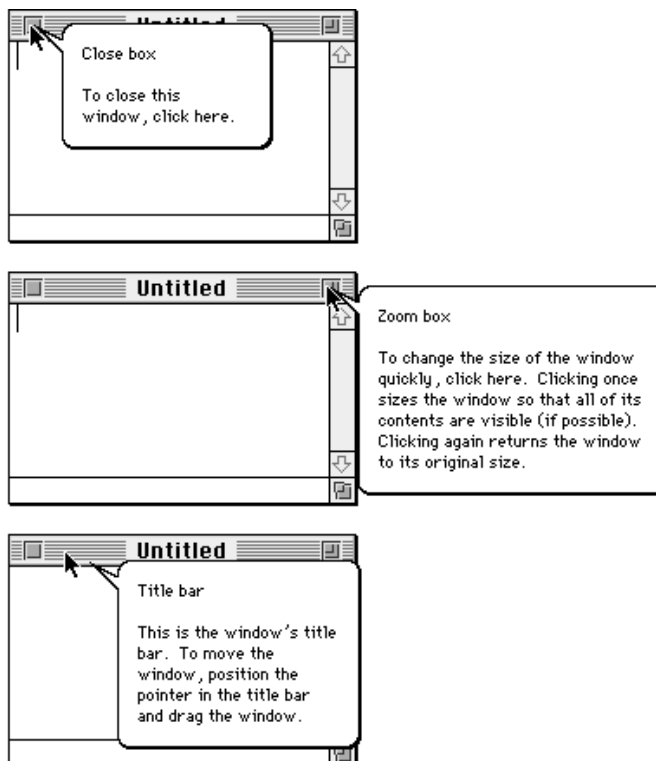 Untitled
Close box
To close this
window, click here.
Untitled
Zoom box
To change the size of the window
quickly, click here. Clicking once
sizes the window so that all of its
contents are visible (if possible).
Clicking again returns the window
to its original size.
Untitled
Title bar
This is the window's title
bar. To move the
window, position the
pointer in the title bar
and drag the window.